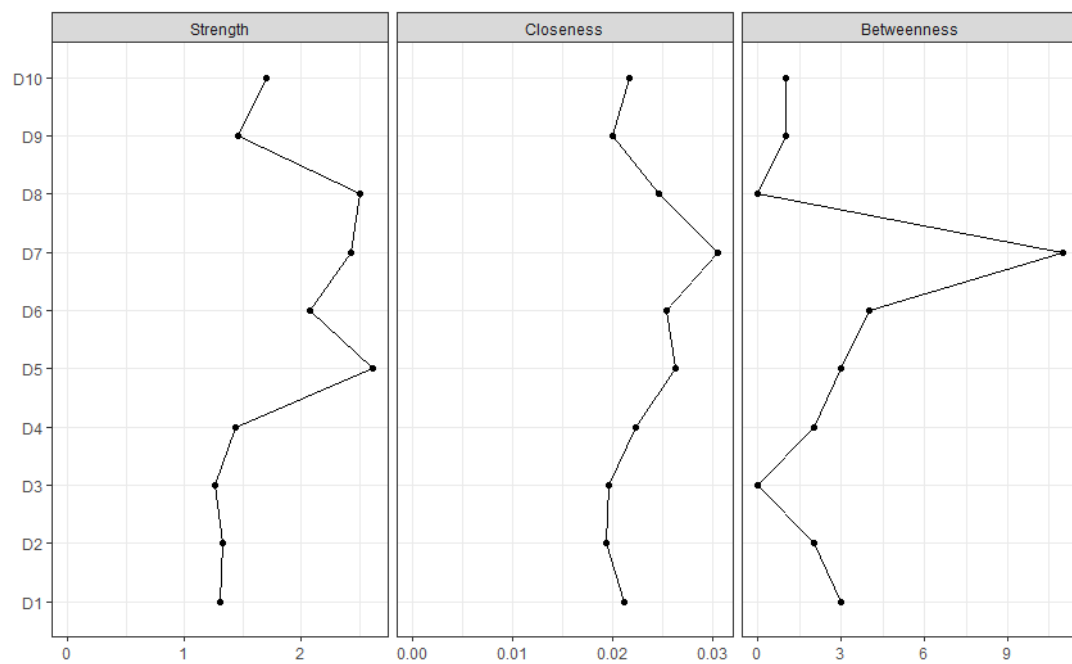 Strength Closeness Betweenness
D10
D9
D8
D7
D6
D5
D4
D3
D2
D1
0 1 2 0.00 0.01 0.02 0.03 0 3 6 9